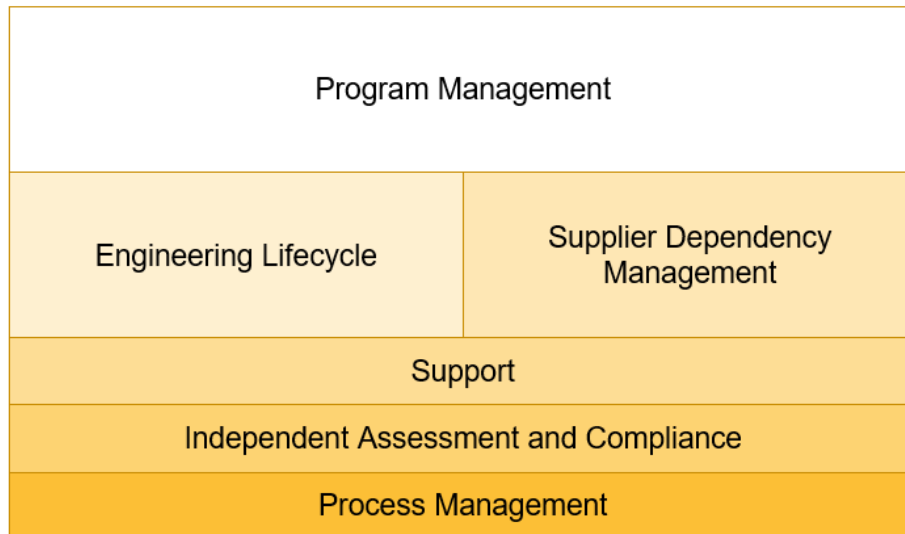 Program Management
Engineering Lifecycle
Supplier Dependency
Management
Support
Independent Assessment and Compliance
Process Management